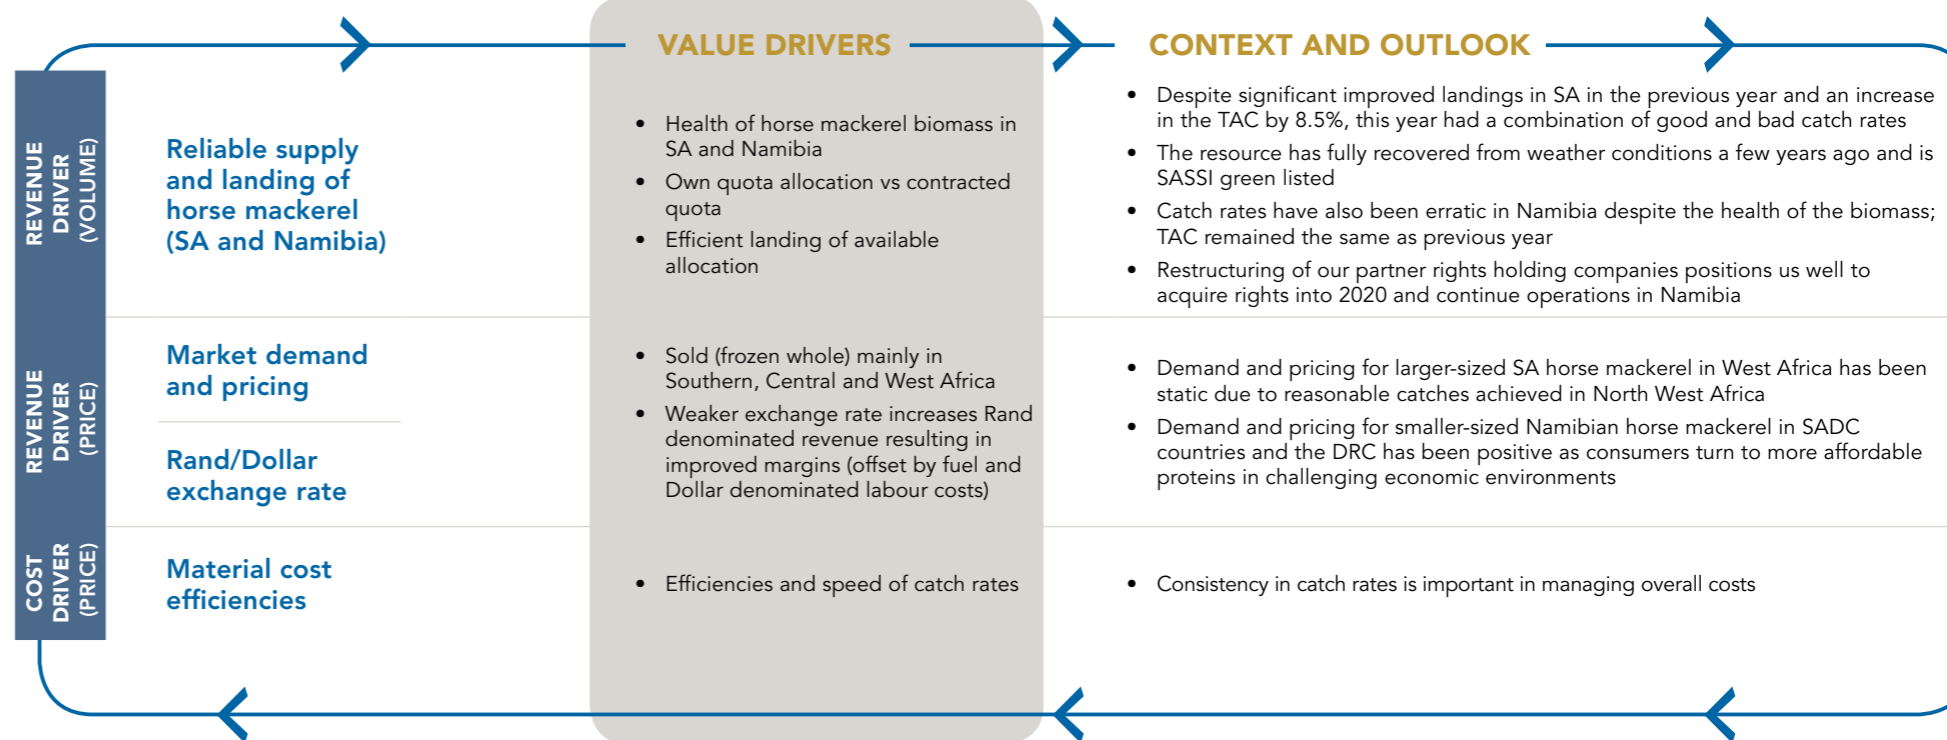 VALUE DRIVERS
CONTEXT AND OUTLOOK
REVENUE
DRIVER
(VOLUME)
Reliable supply
and landing of
horse mackerel
(SA and Namibia)
• Health of horse mackerel biomass in
SA and Namibia
• Own quota allocation vs contracted
quota
• Efficient landing of available
allocation
• Despite significant improved landings in SA in the previous year and an increase
in the TAC by 8.5%, this year had a combination of good and bad catch rates
• The resource has fully recovered from weather conditions a few years ago and is
SASSI green listed
• Catch rates have also been erratic in Namibia despite the health of the biomass;
TAC remained the same as previous year
• Restructuring of our partner rights holding companies positions us well to
acquire rights into 2020 and continue operations in Namibia
REVENUE
DRIVER
(PRICE)
Market demand
and pricing
Rand/Dollar
exchange rate
• Sold (frozen whole) mainly in
Southern, Central and West Africa
• Weaker exchange rate increases Rand
denominated revenue resulting in
improved margins (offset by fuel and
Dollar denominated labour costs)
• Demand and pricing for larger-sized SA horse mackerel in West Africa has been
static due to reasonable catches achieved in North West Africa
• Demand and pricing for smaller-sized Namibian horse mackerel in SADC
countries and the DRC has been positive as consumers turn to more affordable
proteins in challenging economic environments
COST
DRIVER
(PRICE)
Material cost
efficiencies
• Efficiencies and speed of catch rates
• Consistency in catch rates is important in managing overall costs